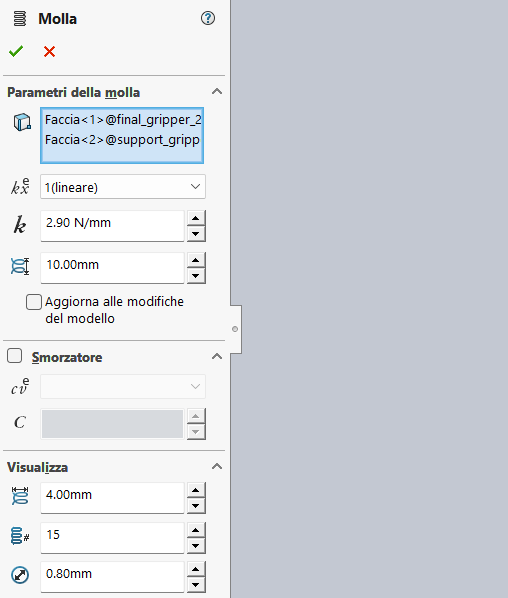 Molla
Parametri della molla
Faccia<1>@final_gripper_2
Faccia<2>@support_gripp
kx^e
1(lineare)
k
2.90 N/mm
10.00mm
Aggiorna alle modifiche
del modello
Smorzatore
cv^e
C
Visualizza
4.00mm
#
15
0.80mm